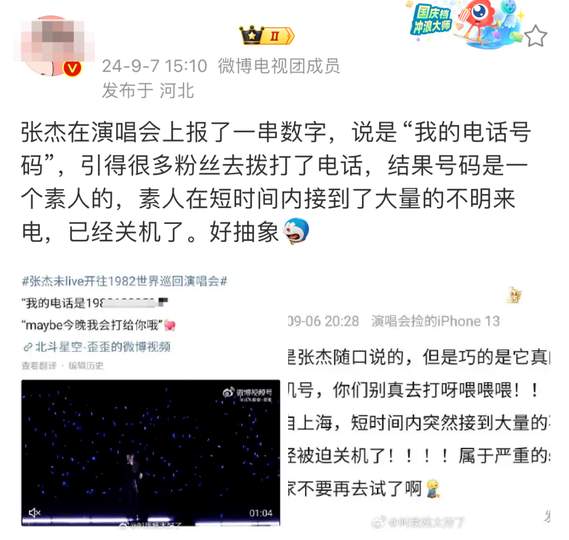 国庆档
冲浪大师
II
24-9-7 15:10 微博电视团成员
发布于 河北
张杰在演唱会上报了一串数字，说是“我的电话号
码”，引得很多粉丝去拨打了电话，结果号码是一
个素人的，素人在短时间内接到了大量的不明来
电，已经关机了。好抽象
#张杰未live开往1982世界巡回演唱会#
“我的电话是198
“maybe今晚我会打给你哦”
北斗星空-歪歪的微博视频
查看翻译·编辑历史
微博视频号
01:04
09-06 20:28 演唱会捡的iPhone 13
是张杰随口说的，但是巧的是它真
机号，你们别真去打呀喂喂喂！！
自上海，短时间内突然接到大量的
经被迫关机了！！！！属于严重的
家不要再去试了啊